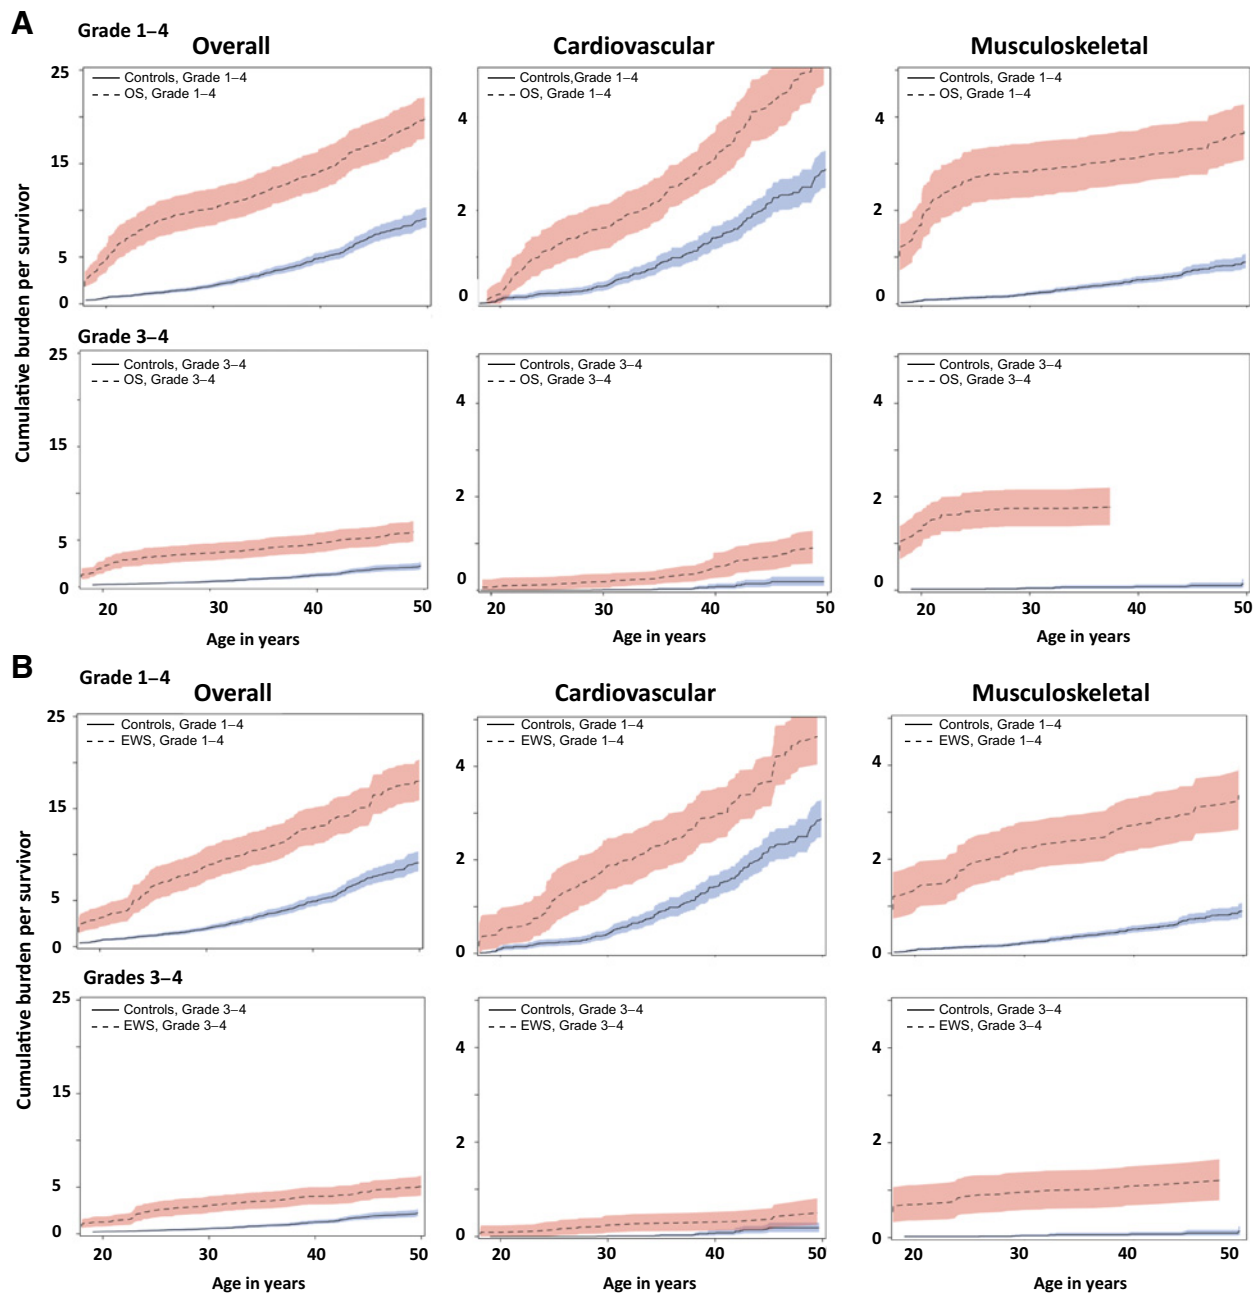 A
Grade 1–4
Overall
Cardiovascular
Musculoskeletal
Cumulative burden per survivor
25
15
5
0
Controls, Grade 1–4
OS, Grade 1–4
4
2
0
Controls,Grade 1–4
OS, Grade 1–4
4
2
0
Controls, Grade 1–4
OS, Grade 1–4
Grade 3–4
25
15
5
0
Controls, Grade 3–4
OS, Grade 3–4
20 30 40 50
Age in years
4
2
0
Controls, Grade 3–4
OS, Grade 3–4
20 30 40 50
Age in years
4
2
0
Controls, Grade 3–4
OS, Grade 3–4
20 30 40 50
Age in years
B
Grade 1–4
Overall
Cardiovascular
Musculoskeletal
Cumulative burden per survivor
25
15
5
0
Controls, Grade 1–4
EWS, Grade 1–4
4
2
0
Controls, Grade 1–4
EWS, Grade 1–4
4
2
0
Controls, Grade 1–4
EWS, Grade 1–4
Grades 3–4
25
15
5
0
Controls, Grade 3–4
EWS, Grade 3–4
20 30 40 50
Age in years
4
2
0
Controls, Grade 3–4
EWS, Grade 3–4
20 30 40 50
Age in years
4
2
0
Controls, Grade 3–4
EWS, Grade 3–4
20 30 40 50
Age in years